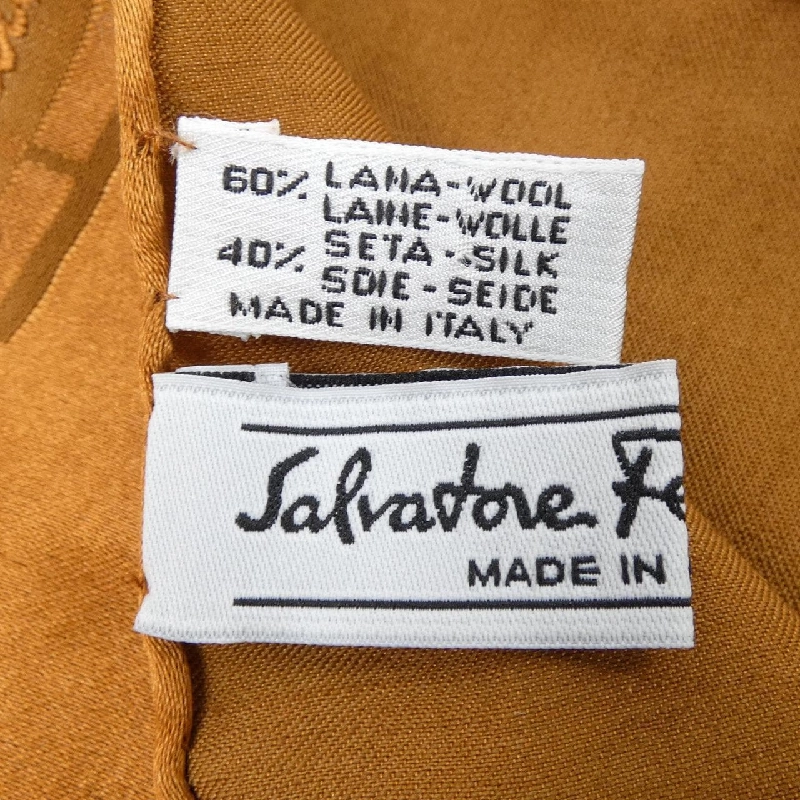 60% LANA-WOOL
LAINE-WOLLE
40% SETA-SILK
SOIE-SEIDE
MADE IN ITALY
Salvatore Fe
MADE IN